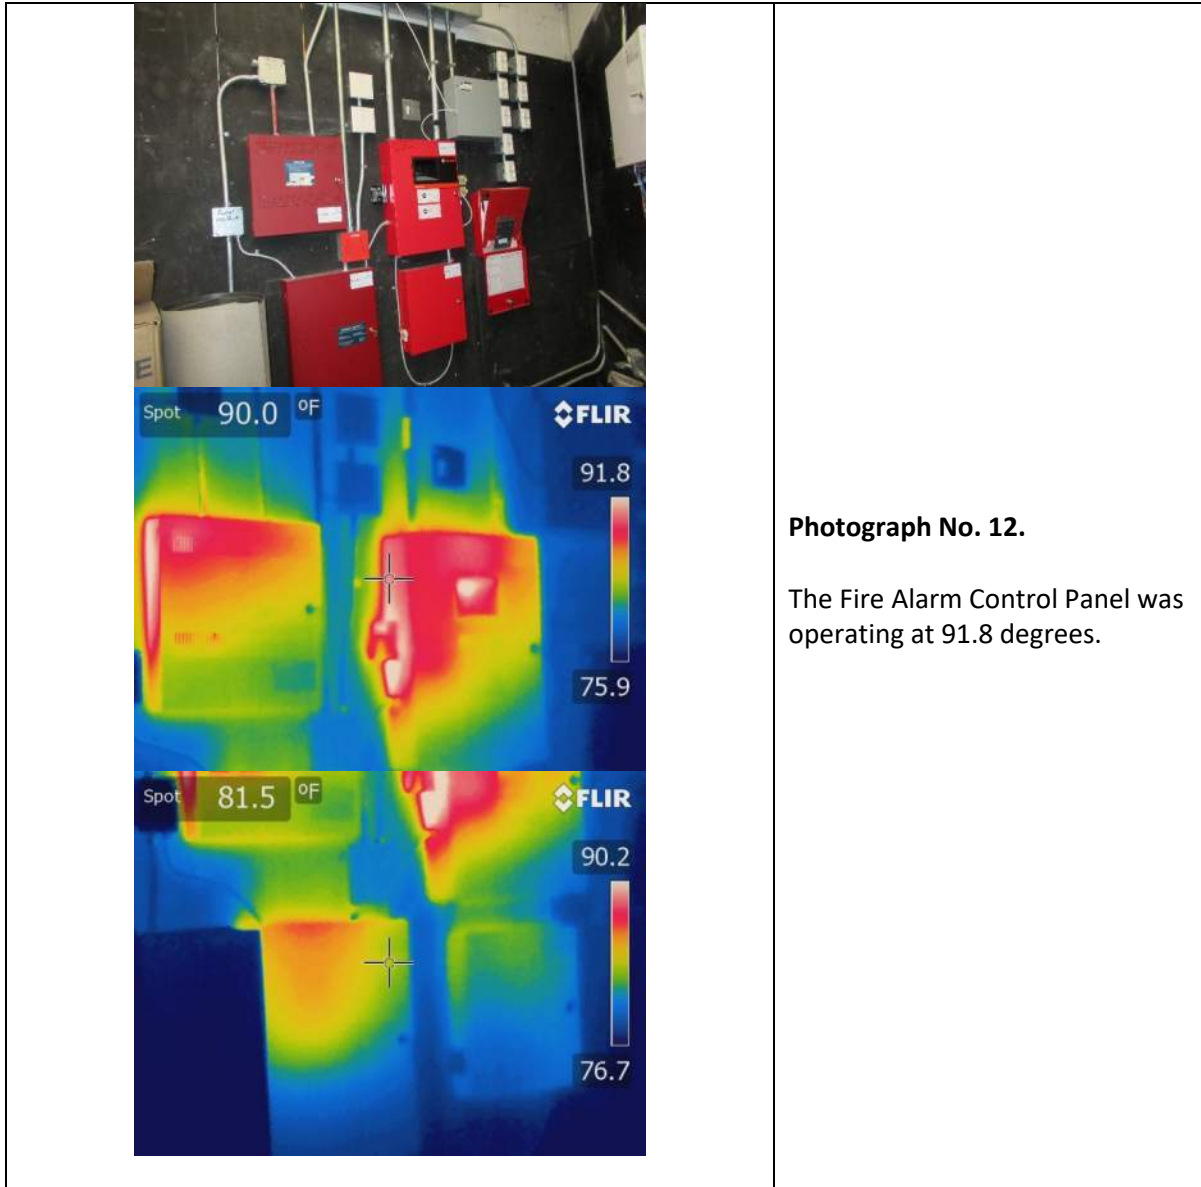 Spot 90.0 °F
FLIR
91.8
75.9
Spot 81.5 °F
FLIR
90.2
76.7
Photograph No. 12.
The Fire Alarm Control Panel was
operating at 91.8 degrees.